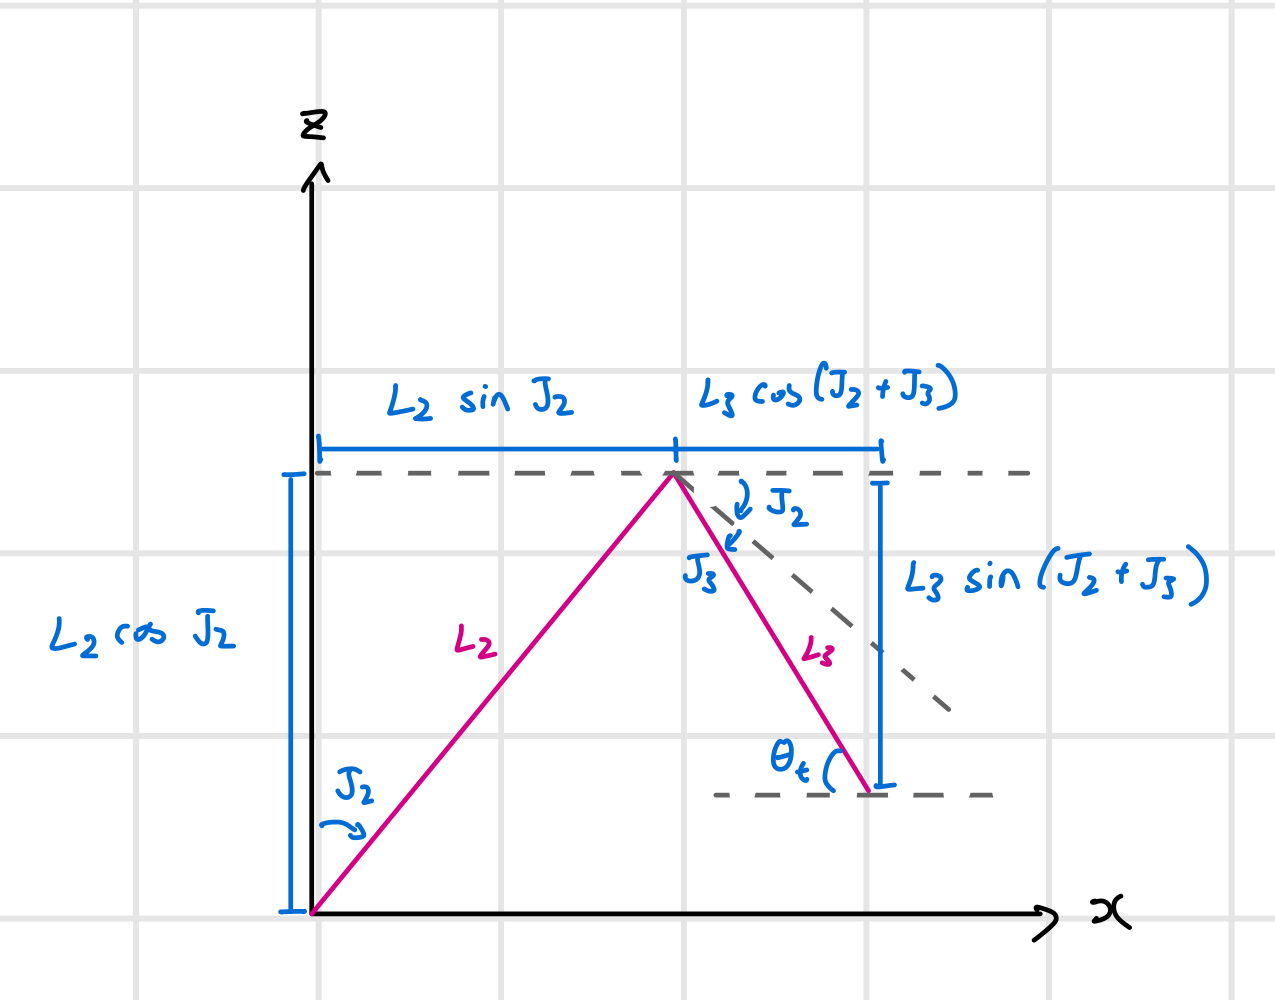 z
L₂ sin J₂
L₃ cos(J₂ + J₃)
J₂
J₃
L₃ sin(J₂ + J₃)
L₂ cos J₂
L₂
L₃
θₜ
J₂
x